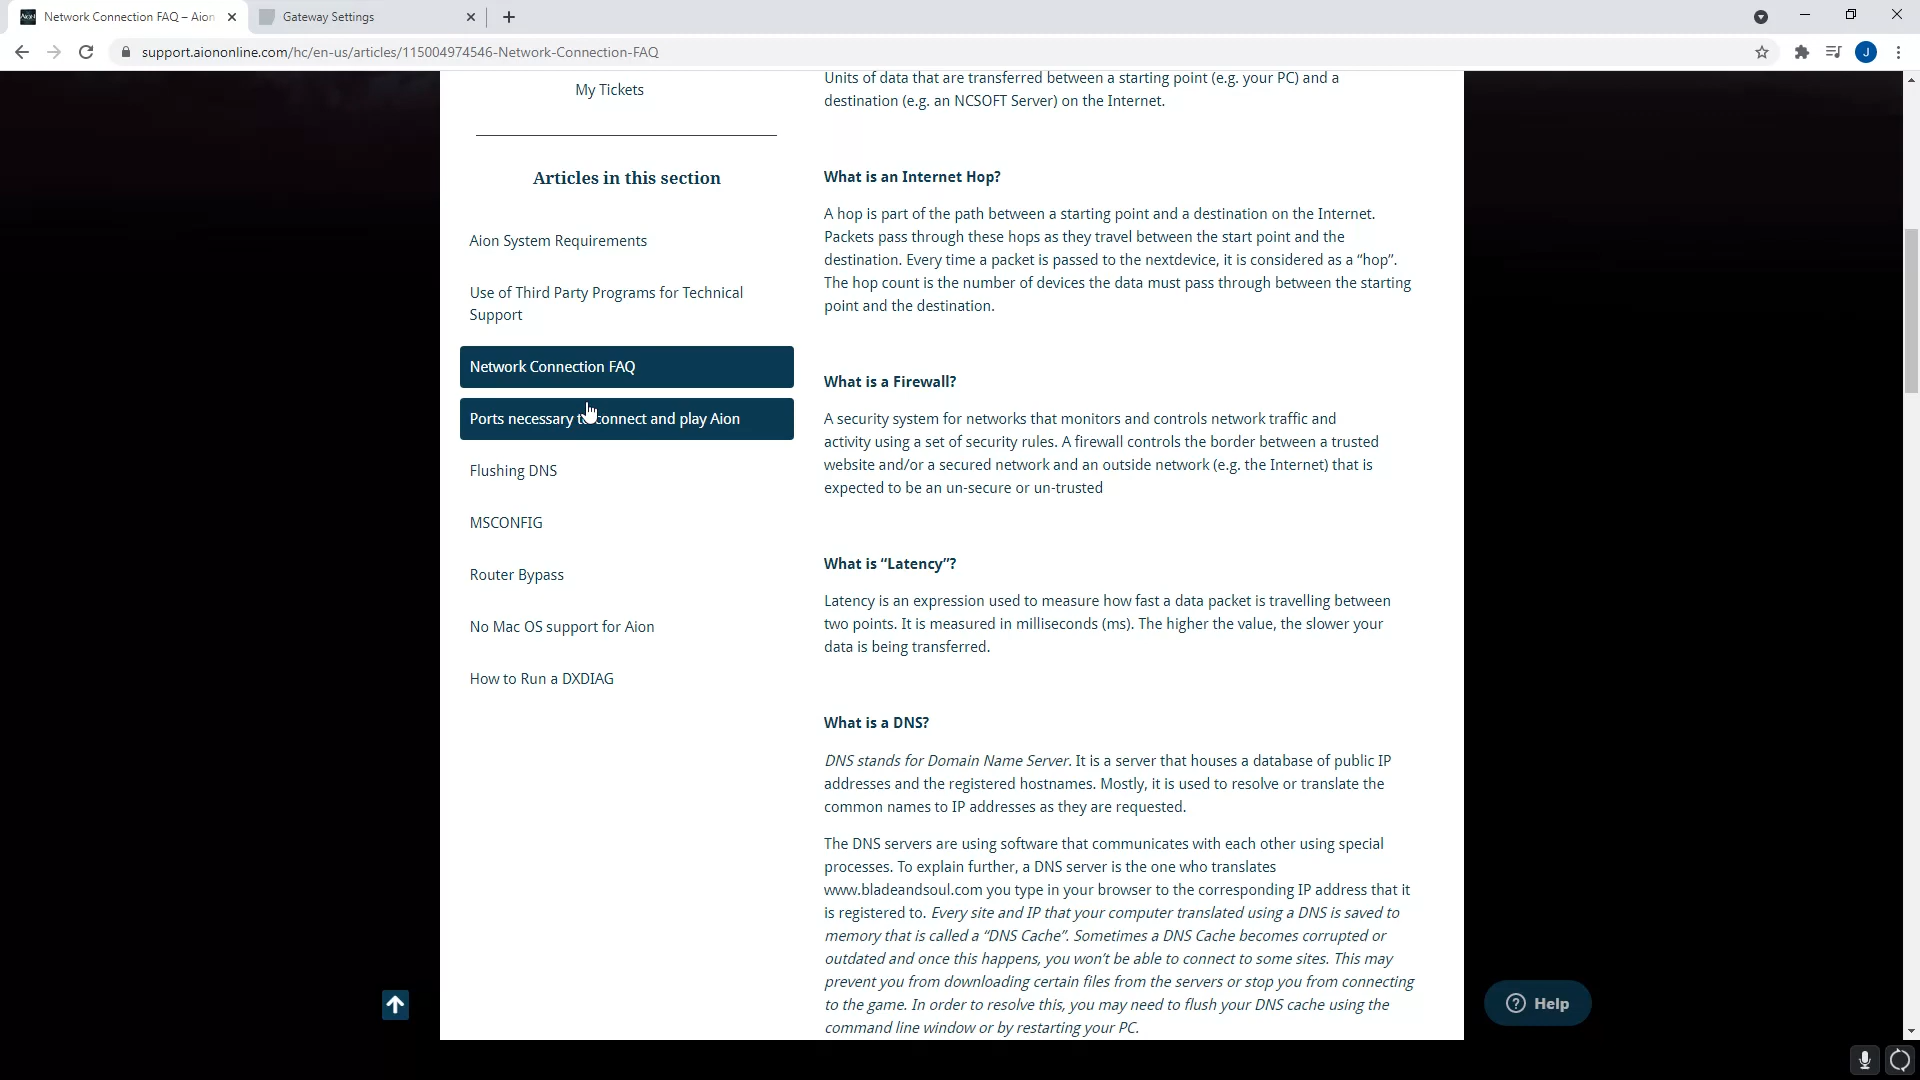 Network Connection FAQ – Aion
Gateway Settings
support.aiononline.com/hc/en-us/articles/115004974546-Network-Connection-FAQ
J
My Tickets
Articles in this section
Aion System Requirements
Use of Third Party Programs for Technical
Support
Network Connection FAQ
Ports necessary to connect and play Aion
Flushing DNS
MSCONFIG
Router Bypass
No Mac OS support for Aion
How to Run a DXDIAG
Units of data that are transferred between a starting point (e.g. your PC) and a
destination (e.g. an NCSOFT Server) on the Internet.
What is an Internet Hop?
A hop is part of the path between a starting point and a destination on the Internet.
Packets pass through these hops as they travel between the start point and the
destination. Every time a packet is passed to the nextdevice, it is considered as a “hop”.
The hop count is the number of devices the data must pass through between the starting
point and the destination.
What is a Firewall?
A security system for networks that monitors and controls network traffic and
activity using a set of security rules. A firewall controls the border between a trusted
website and/or a secured network and an outside network (e.g. the Internet) that is
expected to be an un-secure or un-trusted
What is “Latency”?
Latency is an expression used to measure how fast a data packet is travelling between
two points. It is measured in milliseconds (ms). The higher the value, the slower your
data is being transferred.
What is a DNS?
DNS stands for Domain Name Server. It is a server that houses a database of public IP
addresses and the registered hostnames. Mostly, it is used to resolve or translate the
common names to IP addresses as they are requested.
The DNS servers are using software that communicates with each other using special
processes. To explain further, a DNS server is the one who translates
www.bladeandsoul.com you type in your browser to the corresponding IP address that it
is registered to. Every site and IP that your computer translated using a DNS is saved to
memory that is called a “DNS Cache”. Sometimes a DNS Cache becomes corrupted or
outdated and once this happens, you won’t be able to connect to some sites. This may
prevent you from downloading certain files from the servers or stop you from connecting
to the game. In order to resolve this, you may need to flush your DNS cache using the
command line window or by restarting your PC.
Help